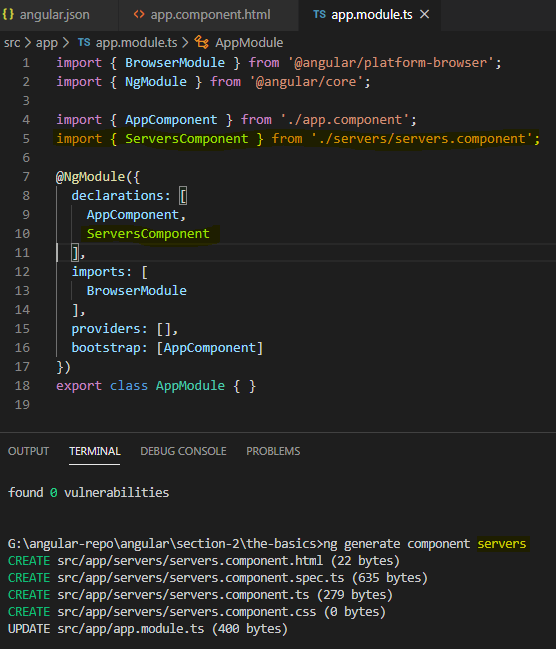 {} angular.json <> app.component.html TS app.module.ts ×
src > app > TS app.module.ts > AppModule
1 import { BrowserModule } from '@angular/platform-browser';
2 import { NgModule } from '@angular/core';
3
4 import { AppComponent } from './app.component';
5 import { ServersComponent } from './servers/servers.component';
6
7 @NgModule({
8 declarations: [
9 AppComponent,
10 ServersComponent
11 ],
12 imports: [
13 BrowserModule
14 ],
15 providers: [],
16 bootstrap: [AppComponent]
17 })
18 export class AppModule { }
19
OUTPUT TERMINAL DEBUG CONSOLE PROBLEMS
found 0 vulnerabilities
G:\angular-repo\angular\section-2\the-basics>ng generate component servers
CREATE src/app/servers/servers.component.html (22 bytes)
CREATE src/app/servers/servers.component.spec.ts (635 bytes)
CREATE src/app/servers/servers.component.ts (279 bytes)
CREATE src/app/servers/servers.component.css (0 bytes)
UPDATE src/app/app.module.ts (400 bytes)